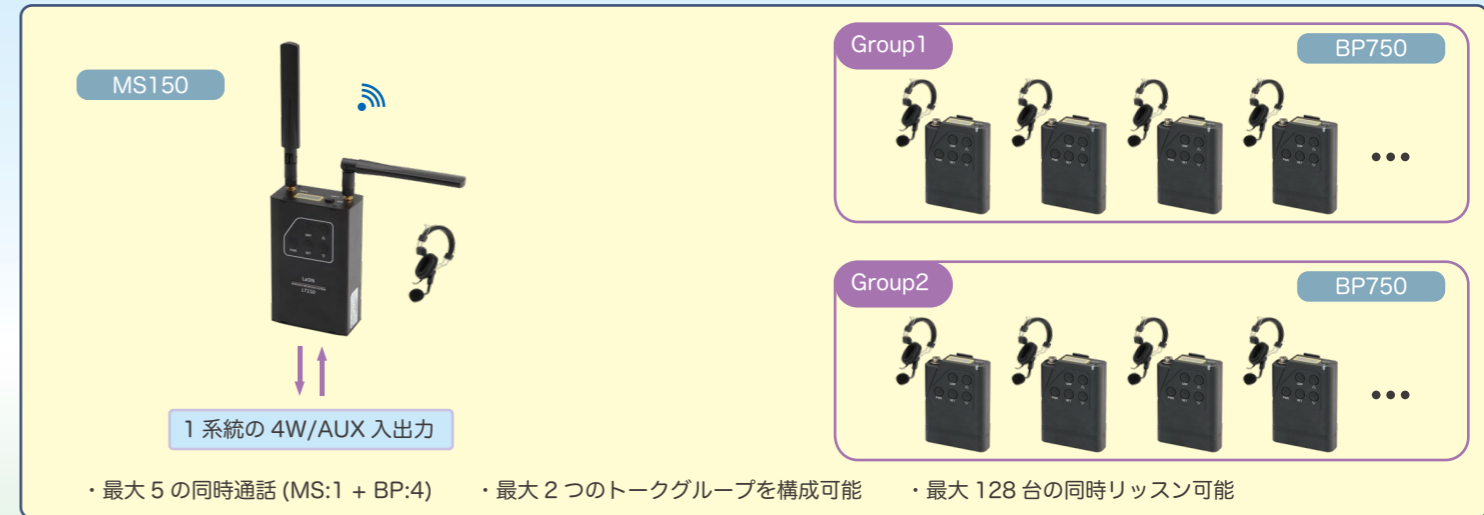 MS150
Group1
BP750
Group2
BP750
1 系統の 4W/AUX 入出力
・最大 5 の同時通話 (MS:1 + BP:4)
・最大 2 つのトークグループを構成可能
・最大 128 台の同時リッスン可能